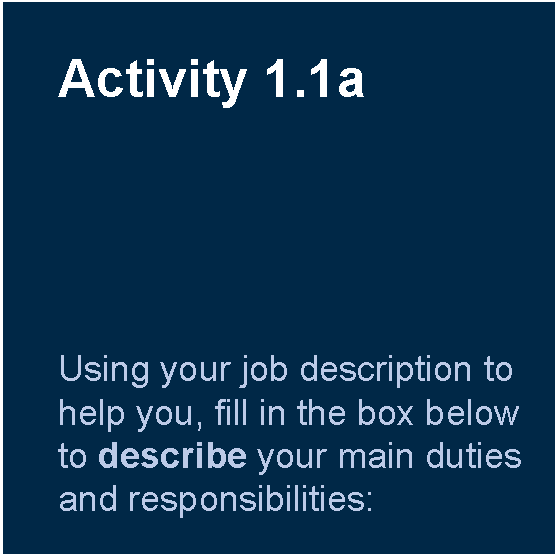 Activity 1.1a
Using your job description to
help you, fill in the box below
to describe your main duties
and responsibilities: